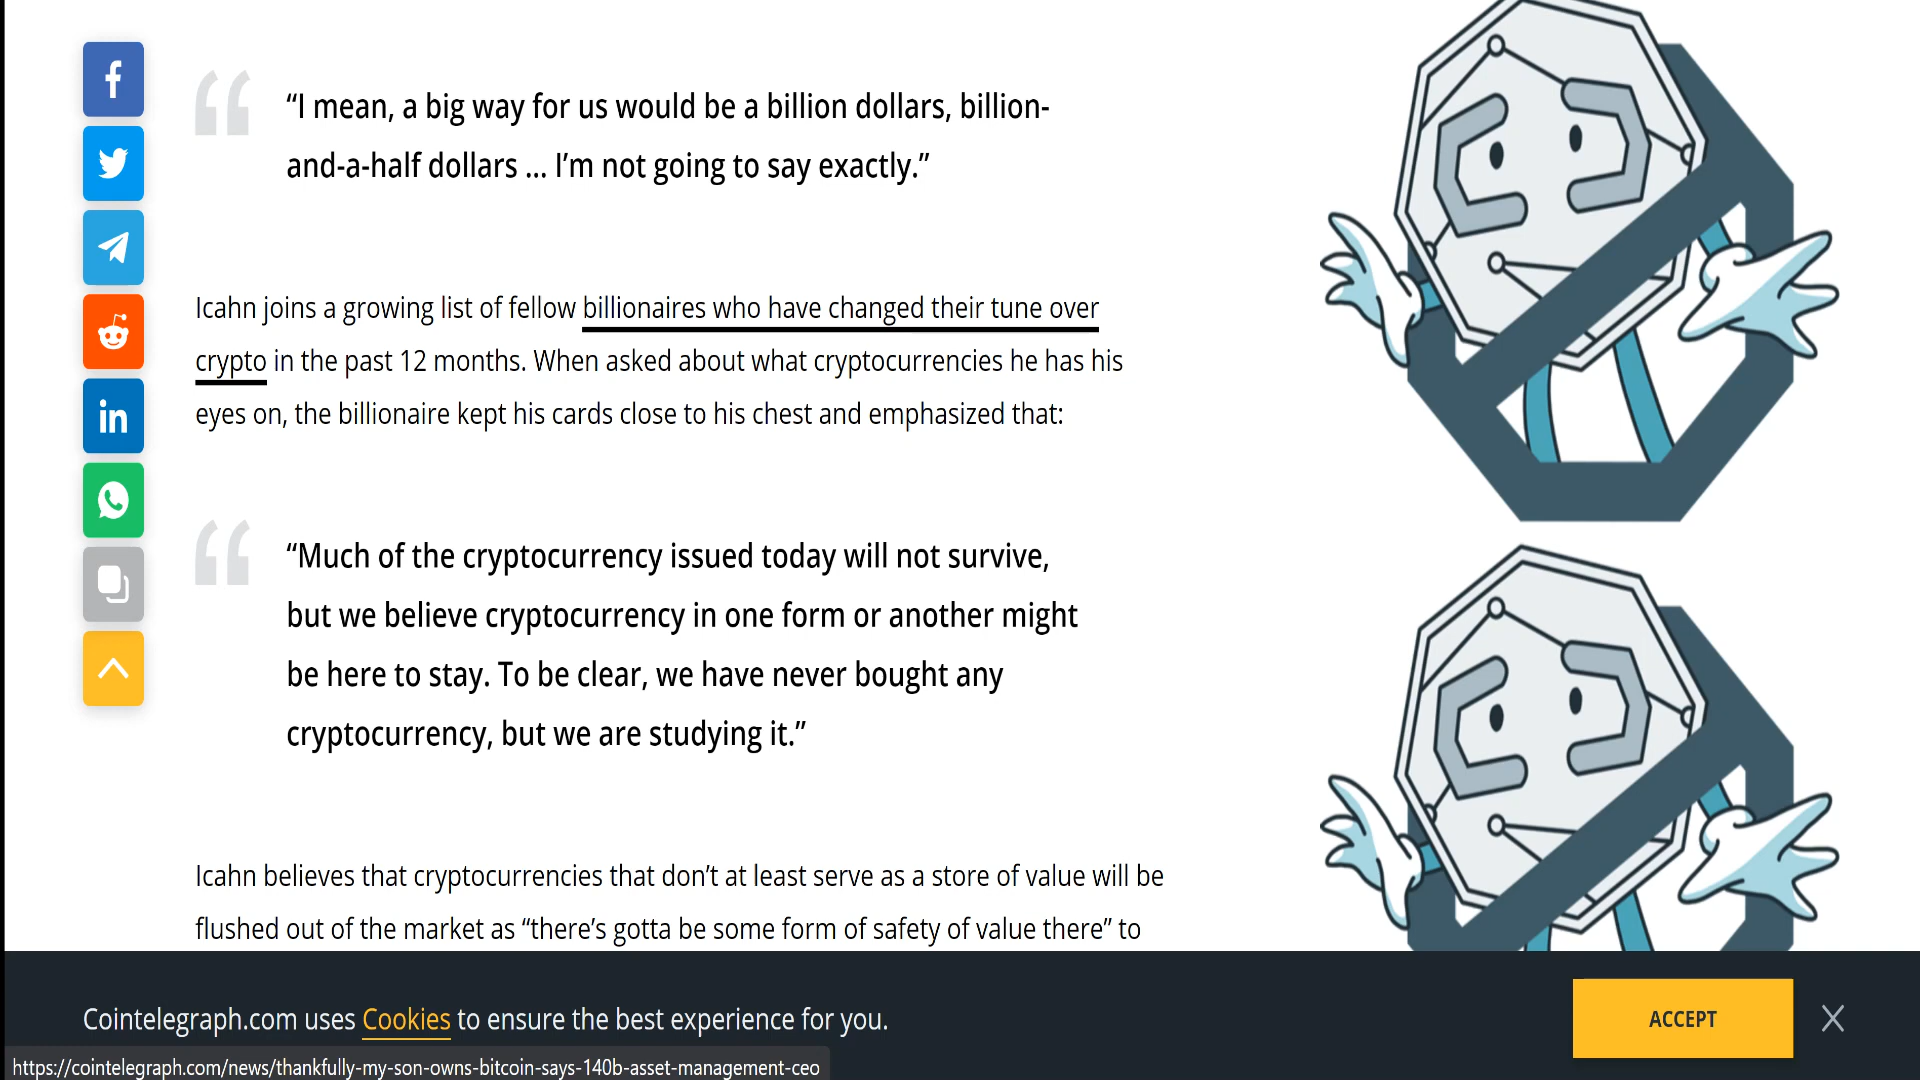 “I mean, a big way for us would be a billion dollars, billion-
and-a-half dollars ... I’m not going to say exactly.”
Icahn joins a growing list of fellow billionaires who have changed their tune over
crypto in the past 12 months. When asked about what cryptocurrencies he has his
eyes on, the billionaire kept his cards close to his chest and emphasized that:
“Much of the cryptocurrency issued today will not survive,
but we believe cryptocurrency in one form or another might
be here to stay. To be clear, we have never bought any
cryptocurrency, but we are studying it.”
Icahn believes that cryptocurrencies that don’t at least serve as a store of value will be
flushed out of the market as “there’s gotta be some form of safety of value there” to
Cointelegraph.com uses Cookies to ensure the best experience for you.
ACCEPT
https://cointelegraph.com/news/thankfully-my-son-owns-bitcoin-says-140b-asset-management-ceo